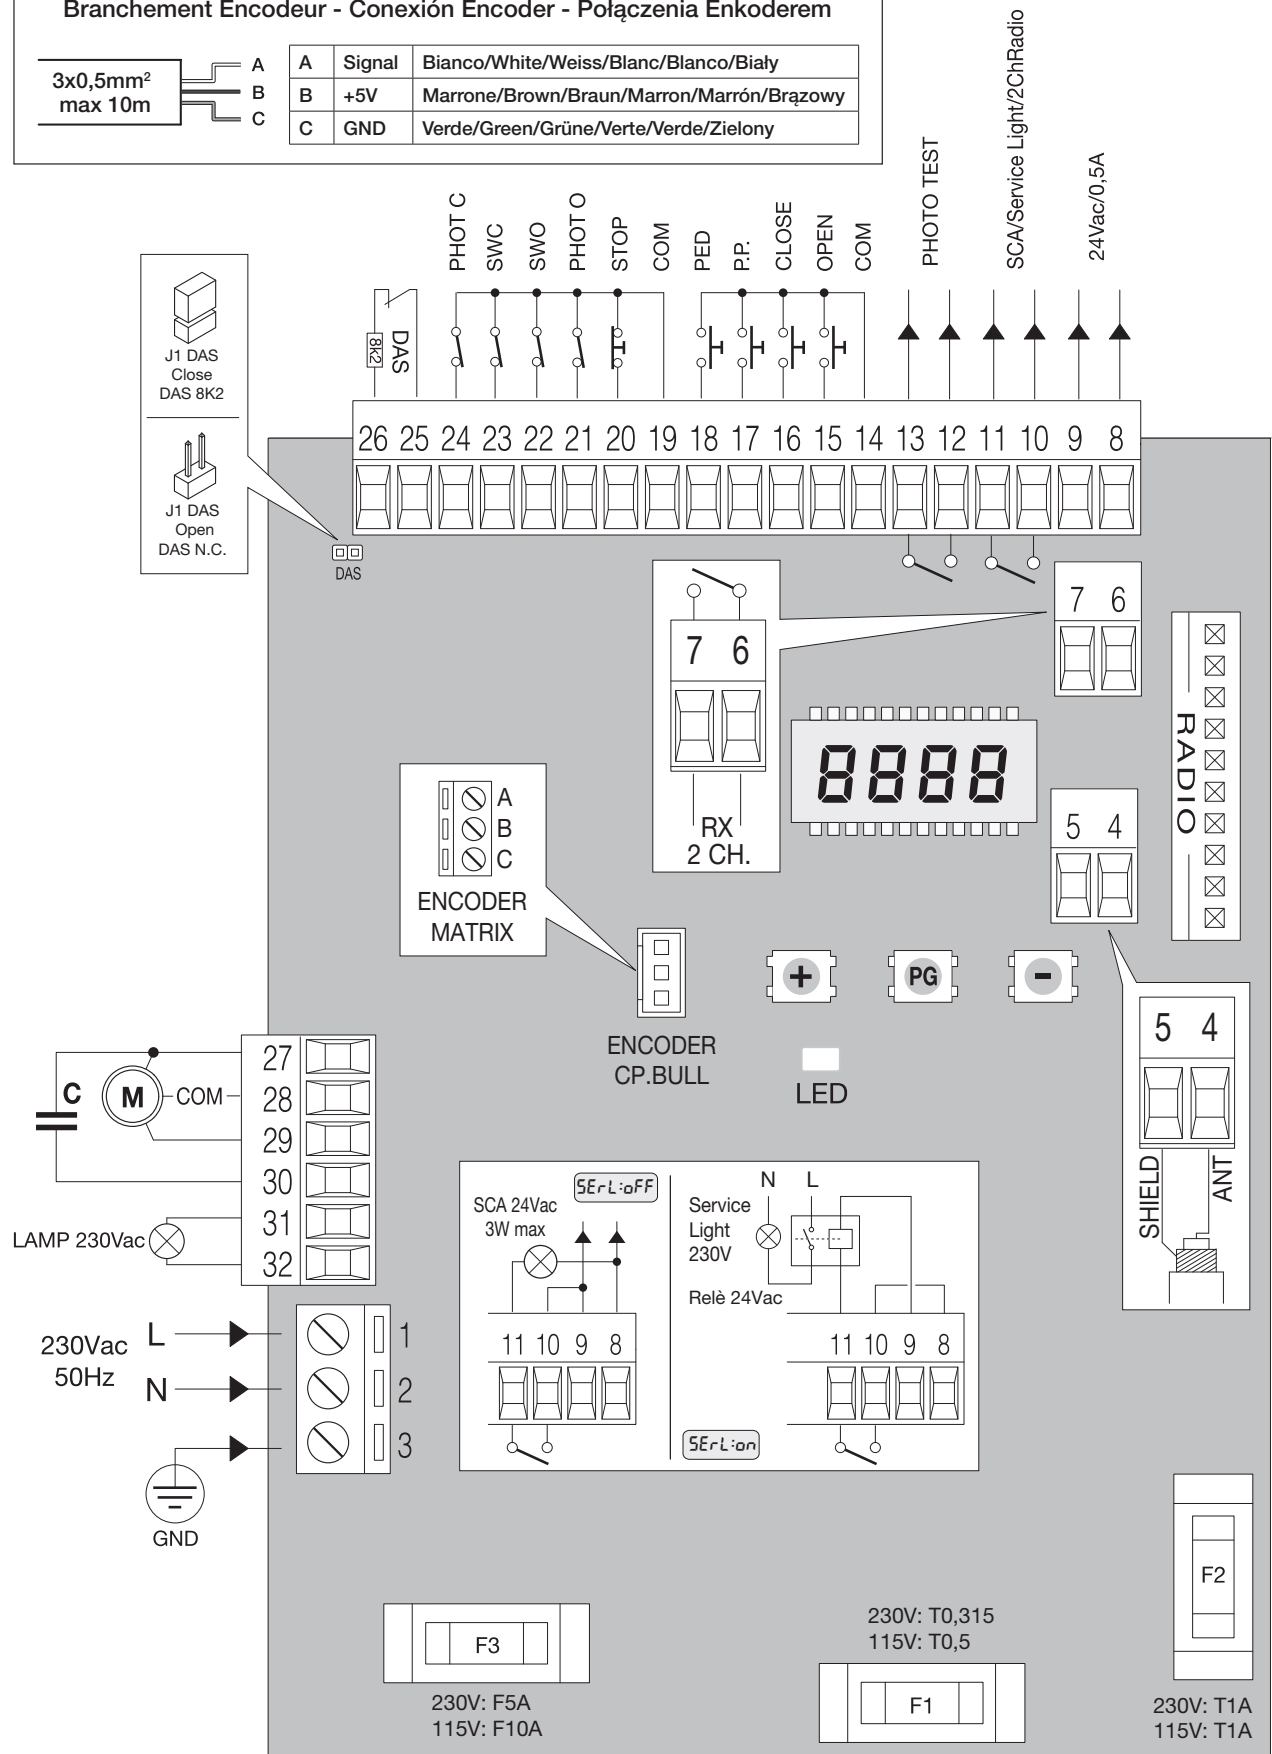 Branchement Encodeur - Conexión Encoder - Połączenia Enkoderem
3x0,5mm²
max 10m
A
B
C
A Signal Bianco/White/Weiss/Blanc/Blanco/Biały
B +5V Marrone/Brown/Braun/Marron/Marrón/Brązowy
C GND Verde/Green/Grüne/Verte/Verde/Zielony
PHOT C
SWC
SWO
PHOT O
STOP
COM
PED
P.P.
CLOSE
OPEN
COM
PHOTO TEST
SCA/Service Light/2ChRadio
24Vac/0,5A
J1 DAS
Close
DAS 8K2
J1 DAS
Open
DAS N.C.
8k2
DAS
26 25 24 23 22 21 20 19 18 17 16 15 14 13 12 11 10 9 8
DAS
7 6
7 6
RX
2 CH.
RADIO
8888
5 4
A
B
C
ENCODER
MATRIX
ENCODER
CP.BULL
+
PG
-
LED
5 4
SHIELD
ANT
27
28
29
30
31
32
C
M
COM
LAMP 230Vac
230Vac
50Hz
L
N
GND
1
2
3
SErL:oFF
SCA 24Vac
3W max
11 10 9 8
N L
Service
Light
230V
Relè 24Vac
11 10 9 8
SErL:on
F3
230V: F5A
115V: F10A
230V: T0,315
115V: T0,5
F1
F2
230V: T1A
115V: T1A